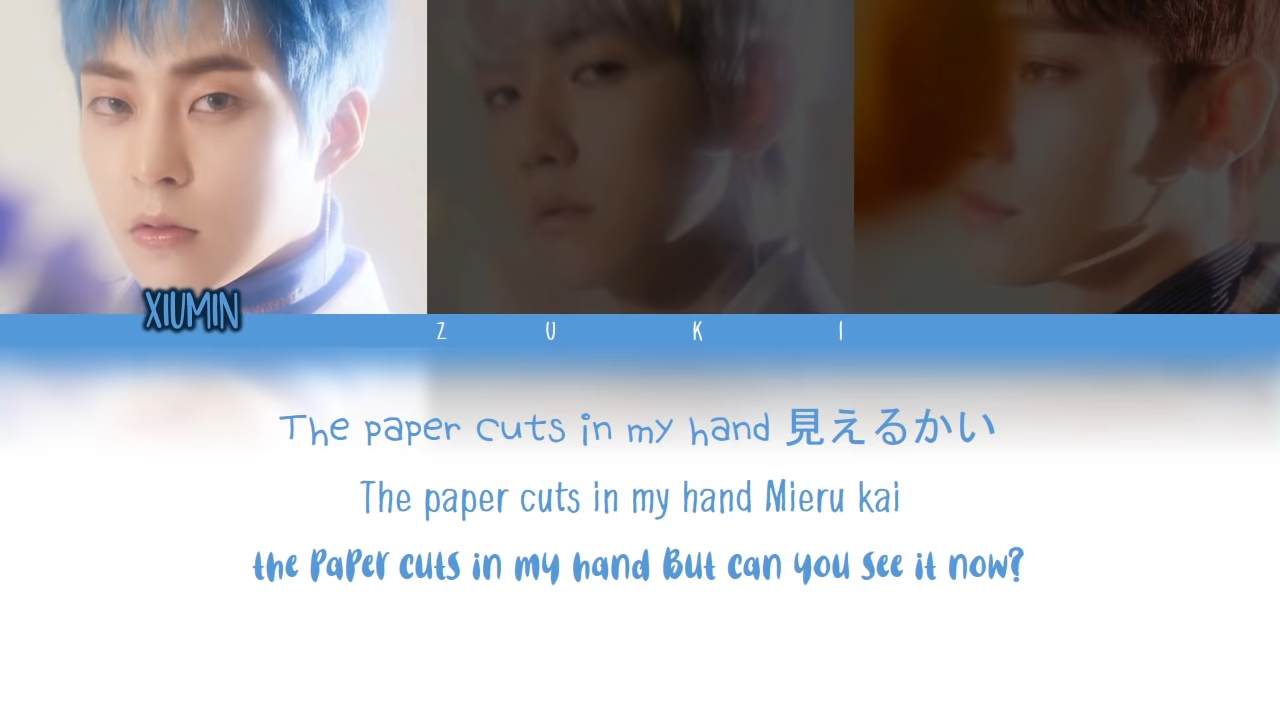 XIUMIN
Z U K I
The paper cuts in my hand 見えるかい
The paper cuts in my hand Mieru kai
the paper cuts in my hand But can you see it now?